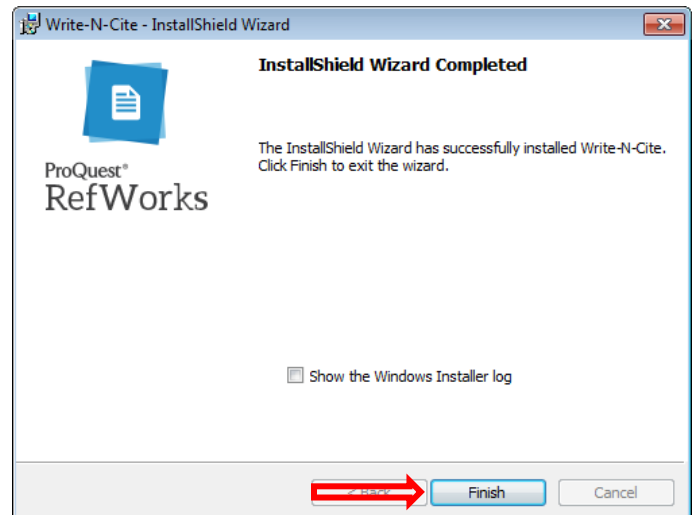 Write-N-Cite - InstallShield Wizard
InstallShield Wizard Completed
The InstallShield Wizard has successfully installed Write-N-Cite.
Click Finish to exit the wizard.
ProQuest®
RefWorks
Show the Windows Installer log
< Back
Finish
Cancel